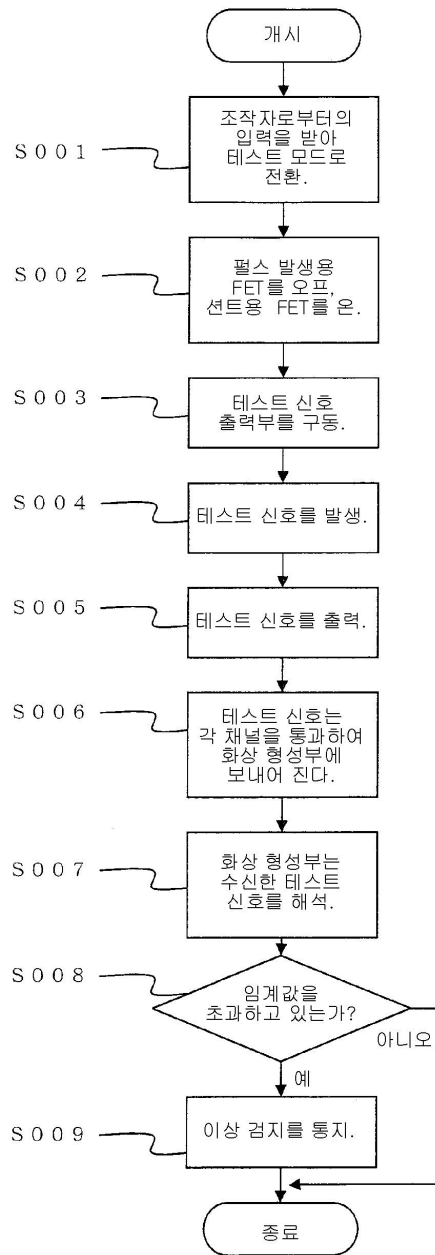 개시
S001
조작자로부터의
입력을 받아
테스트 모드로
전환.
S002
펄스 발생용
FET를 오프,
션트용 FET를 온.
S003
테스트 신호
출력부를 구동.
S004
테스트 신호를 발생.
S005
테스트 신호를 출력.
S006
테스트 신호는
각 채널을 통과하여
화상 형성부에
보내어 진다.
S007
화상 형성부는
수신한 테스트
신호를 해석.
S008
임계값을
초과하고 있는가?
아니오
예
S009
이상 검지를 통지.
종료